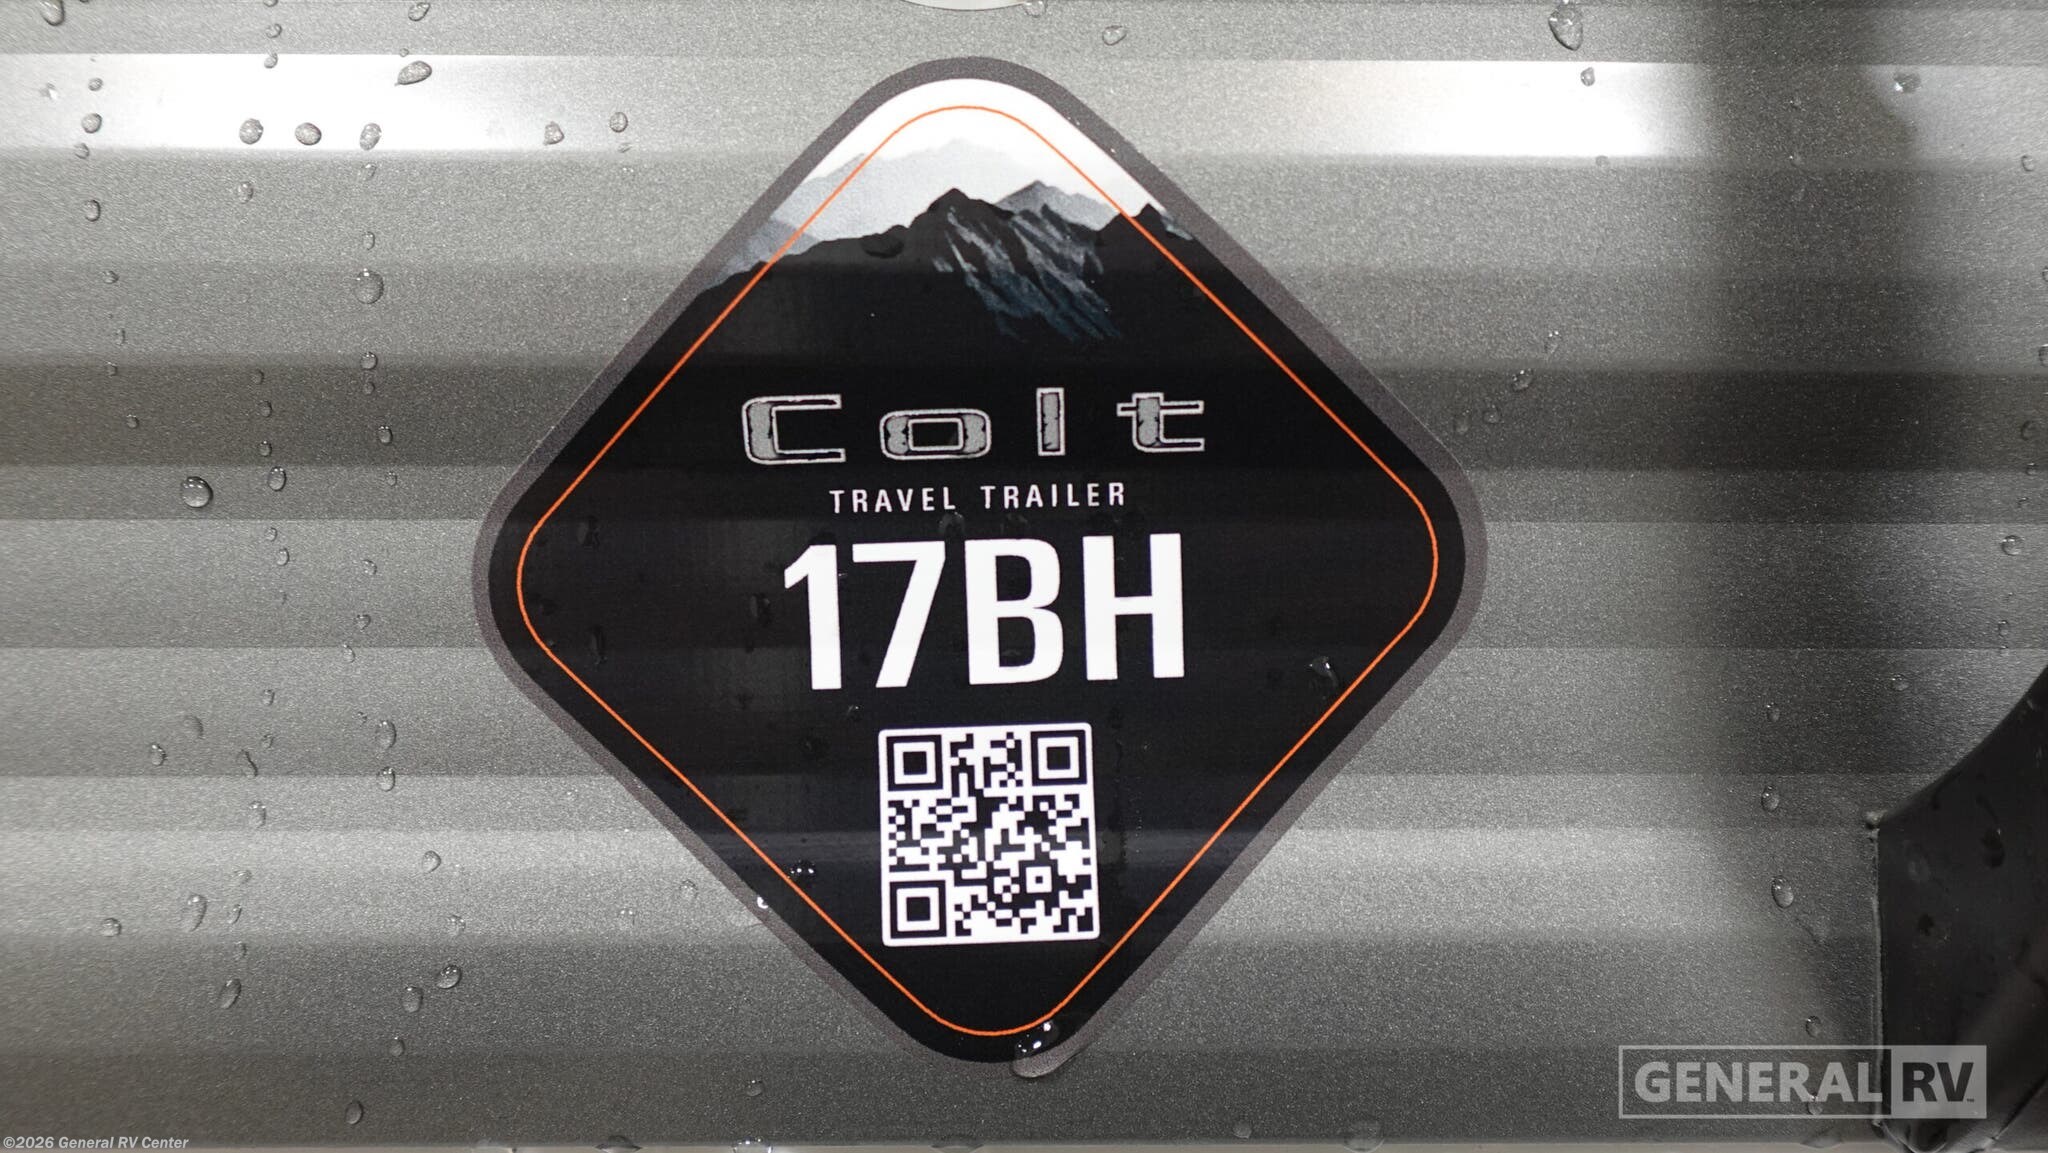 Colt
TRAVEL TRAILER
17BH
GENERAL RV
©2026 General RV Center